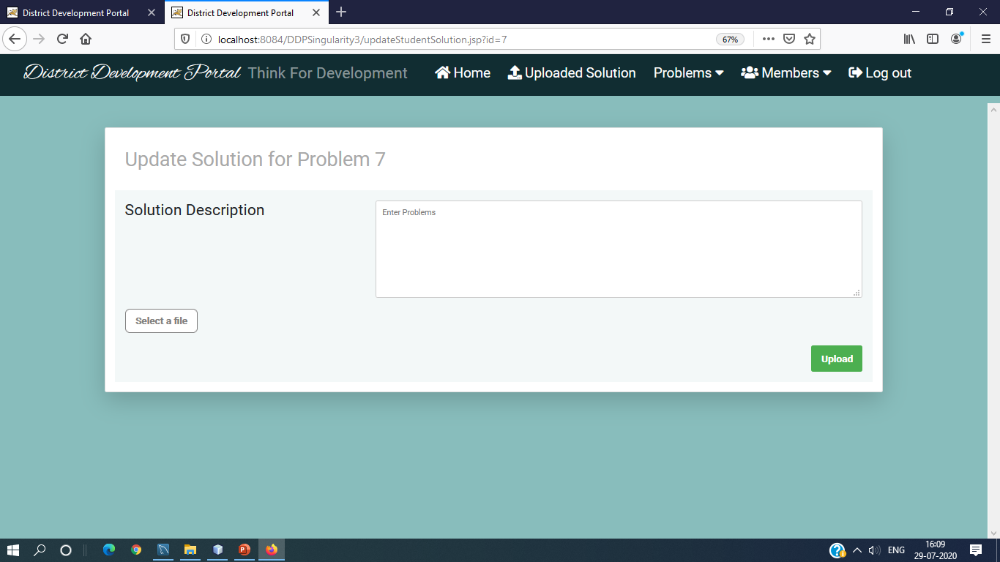 District Development Portal
District Development Portal
localhost:8084/DDPSingularity3/updateStudentSolution.jsp?id=7
67%
District Development Portal Think For Development Home Uploaded Solution Problems Members Log out
Update Solution for Problem 7
Solution Description
Enter Problems
Select a file
Upload
ENG
16:09
29-07-2020